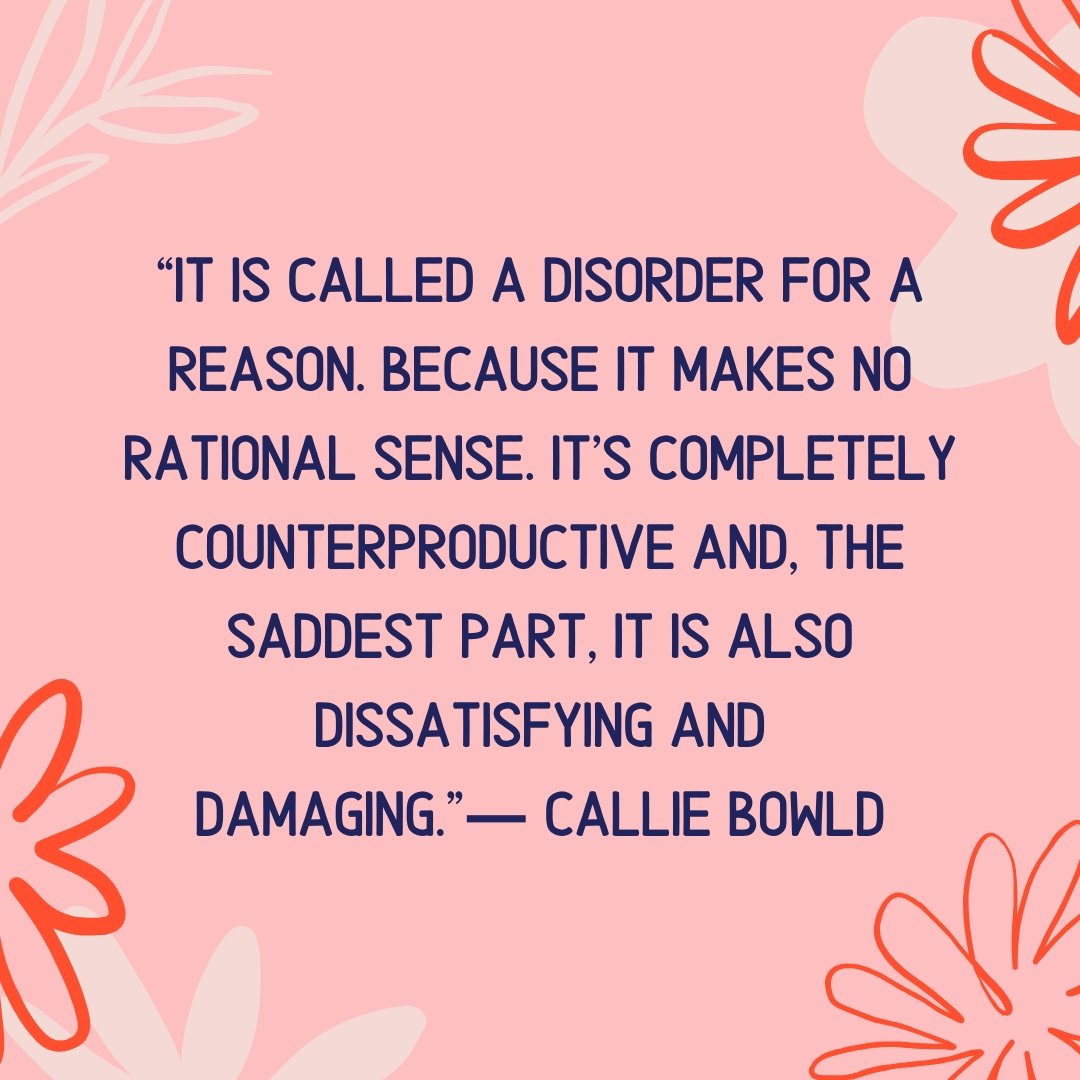 “IT IS CALLED A DISORDER FOR A
REASON. BECAUSE IT MAKES NO
RATIONAL SENSE. IT’S COMPLETELY
COUNTERPRODUCTIVE AND, THE
SADDEST PART, IT IS ALSO
DISSATISFYING AND
DAMAGING.”― CALLIE BOWLD